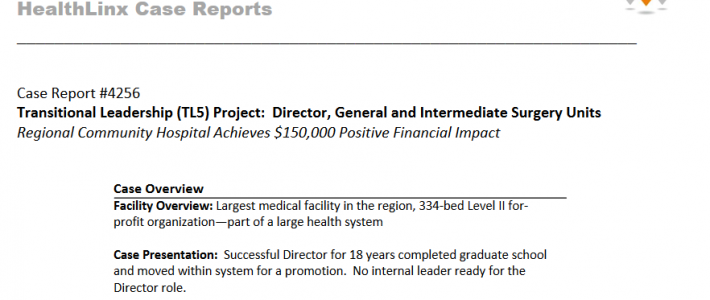 HealthLinx Case Reports
Case Report #4256
Transitional Leadership (TL5) Project:  Director, General and Intermediate Surgery Units
Regional Community Hospital Achieves $150,000 Positive Financial Impact
Case Overview
Facility Overview: Largest medical facility in the region, 334-bed Level II for-
profit organization—part of a large health system
Case Presentation:  Successful Director for 18 years completed graduate school
and moved within system for a promotion.  No internal leader ready for the
Director role.